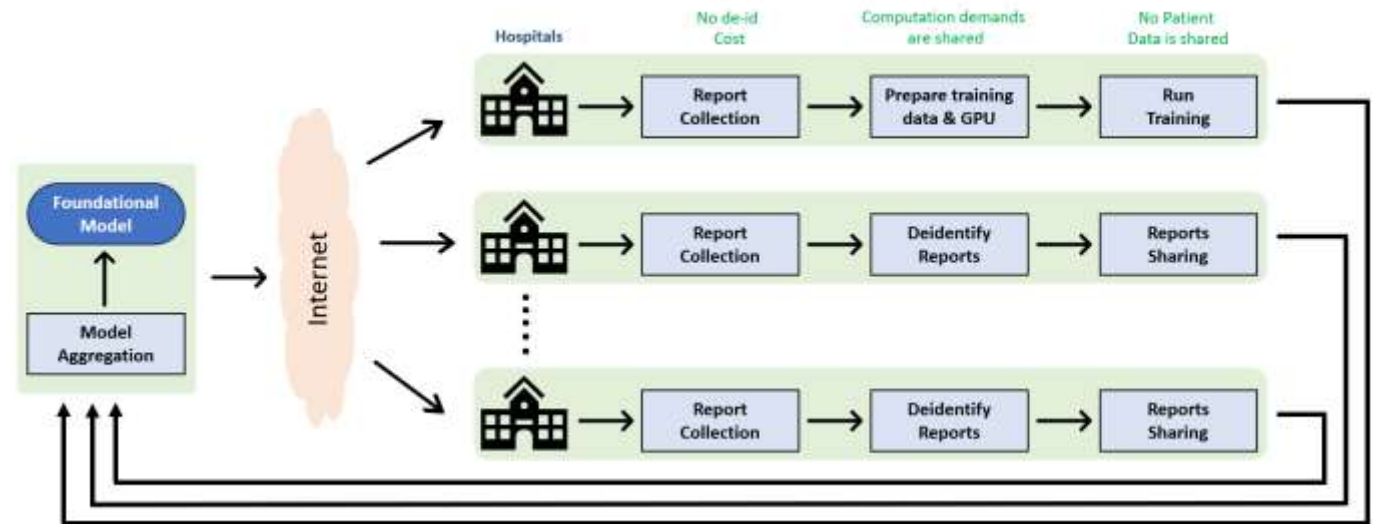 No de-id
Cost
Computation demands
are shared
No Patient
Data is shared
Hospitals
Report
Collection
Prepare training
data & GPU
Run
Training
Foundational
Model
Model
Aggregation
Internet
Report
Collection
Deidentify
Reports
Reports
Sharing
Report
Collection
Deidentify
Reports
Reports
Sharing